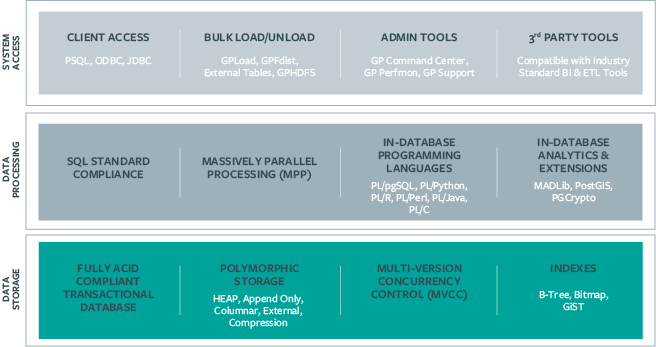 SYSTEM
ACCESS
CLIENT ACCESS
PSQL, ODBC, JDBC
BULK LOAD/UNLOAD
GPLoad, GPFdist,
External Tables, GPHDFS
ADMIN TOOLS
GP Command Center,
GP Perfmon, GP Support
3rd PARTY TOOLS
Compatible with Industry
Standard BI & ETL Tools
DATA
PROCESSING
SQL STANDARD
COMPLIANCE
MASSIVELY PARALLEL
PROCESSING (MPP)
IN-DATABASE
PROGRAMMING
LANGUAGES
PL/pgSQL, PL/Python,
PL/R, PL/Perl, PL/Java,
PL/C
IN-DATABASE
ANALYTICS &
EXTENSIONS
MADLib, PostGIS,
PGCrypto
DATA
STORAGE
FULLY ACID
COMPLIANT
TRANSACTIONAL
DATABASE
POLYMORPHIC
STORAGE
HEAP, Append Only,
Columnar, External,
Compression
MULTI-VERSION
CONCURRENCY
CONTROL (MVCC)
INDEXES
B-Tree, Bitmap,
GiST